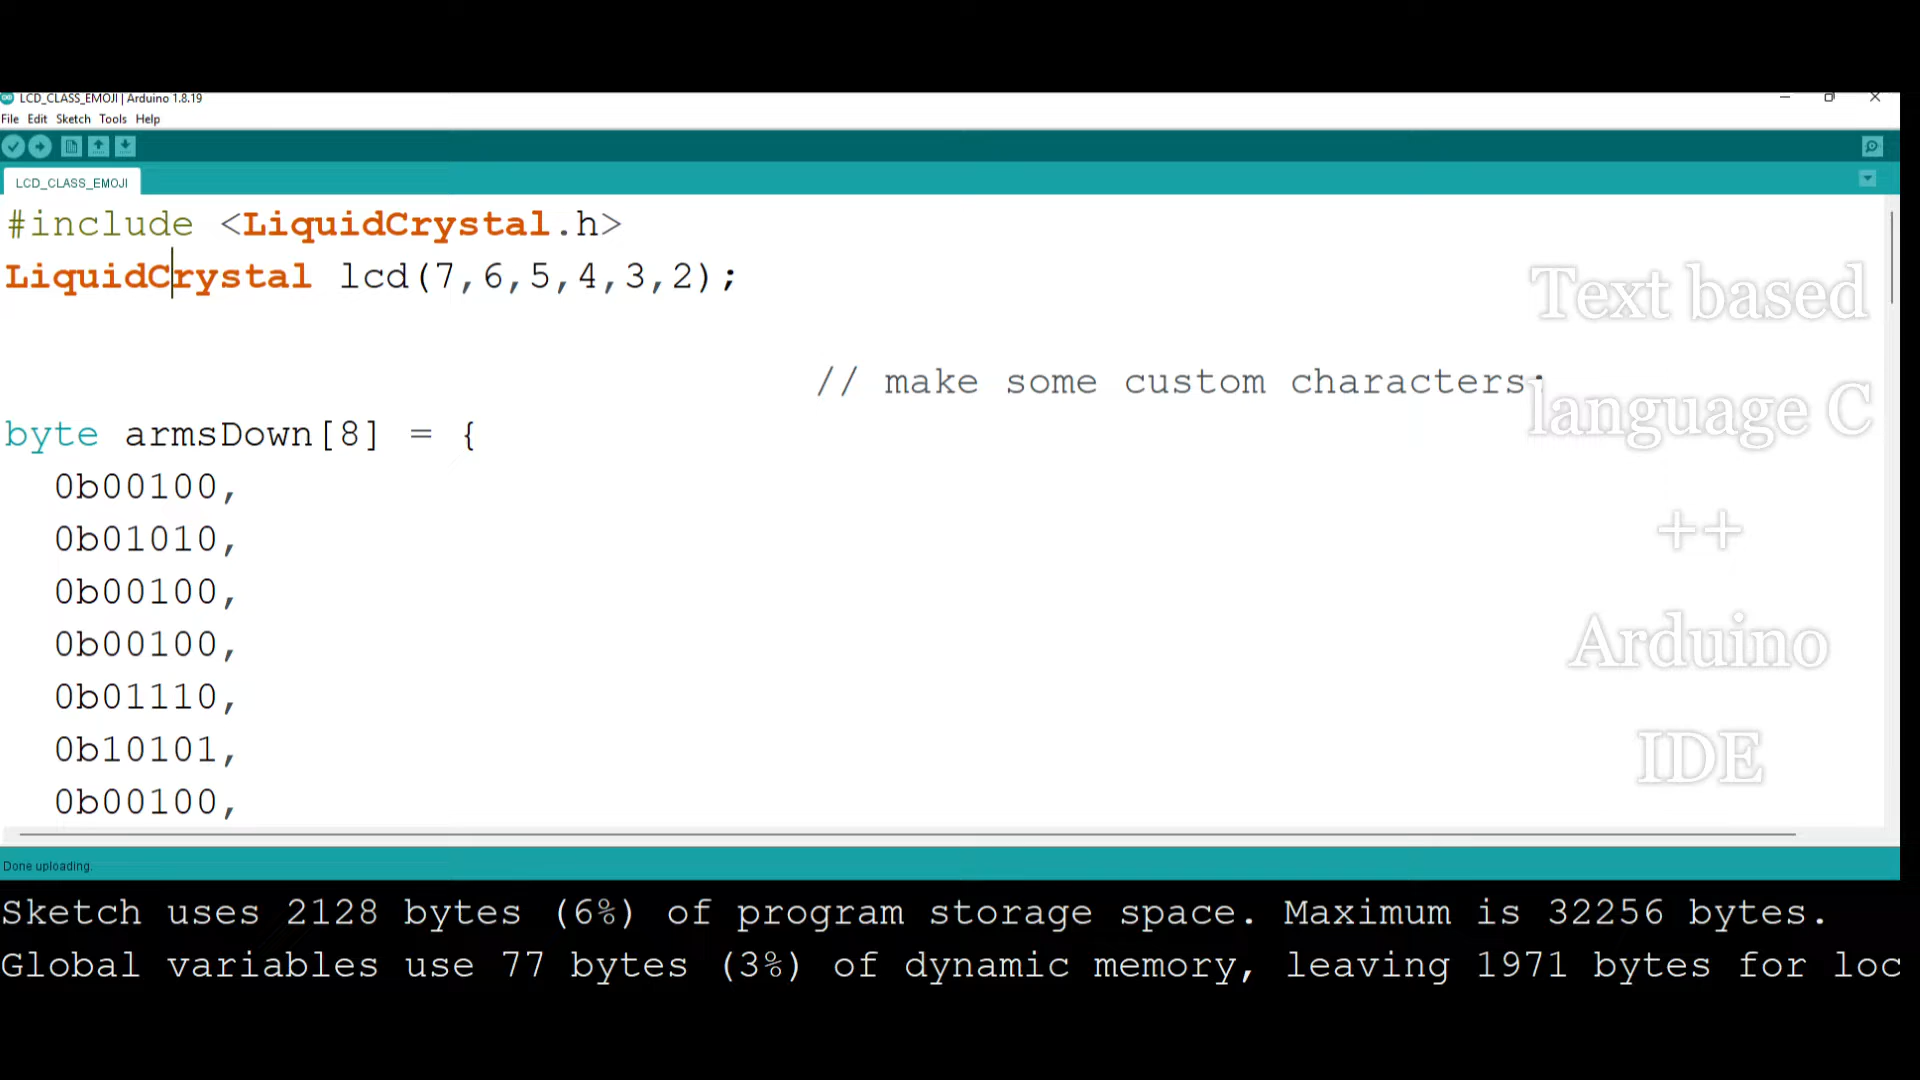 LCD_CLASS_EMOJI | Arduino 1.8.19
File Edit Sketch Tools Help
LCD_CLASS_EMOJI
#include <LiquidCrystal.h>
LiquidCrystal lcd(7,6,5,4,3,2);
// make some custom characters:
byte armsDown[8] = {
0b00100,
0b01010,
0b00100,
0b00100,
0b01110,
0b10101,
0b00100,
Text based
language C
++
Arduino
IDE
Done uploading.
Sketch uses 2128 bytes (6%) of program storage space. Maximum is 32256 bytes.
Global variables use 77 bytes (3%) of dynamic memory, leaving 1971 bytes for loc